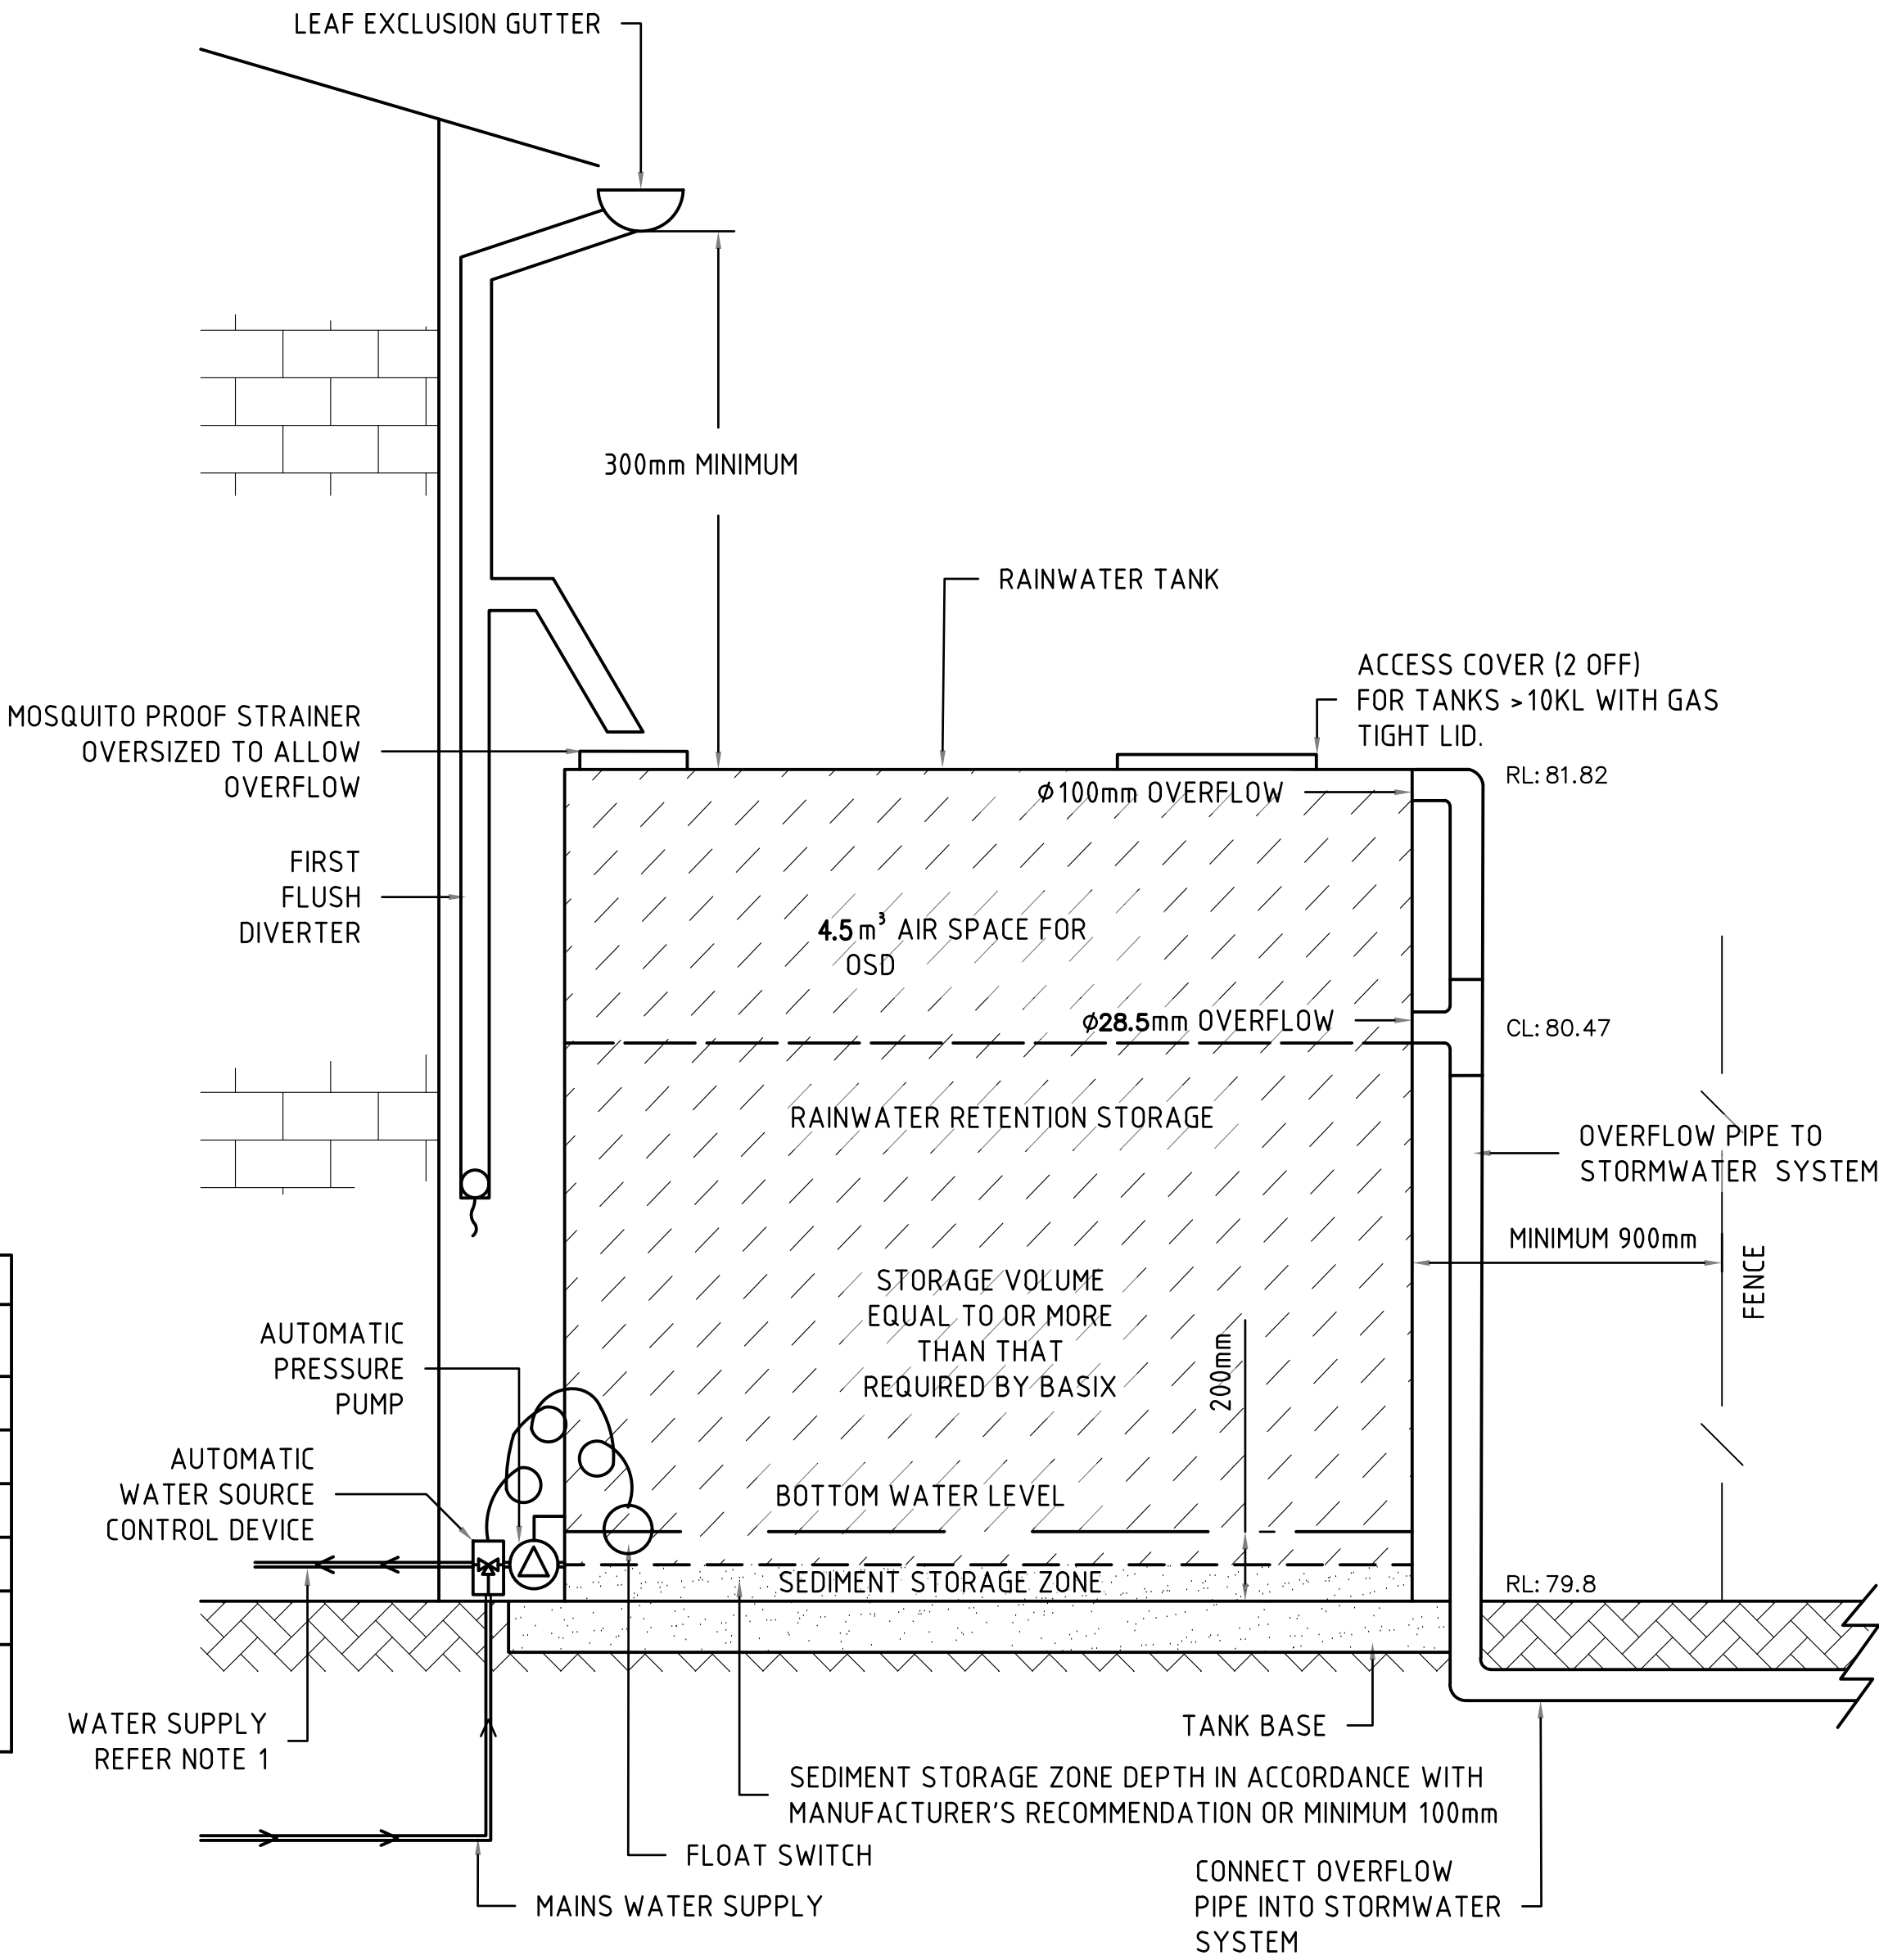 LEAF EXCLUSION GUTTER
300mm MINIMUM
RAINWATER TANK
ACCESS COVER (2 OFF)
FOR TANKS >10KL WITH GAS
TIGHT LID.
MOSQUITO PROOF STRAINER
OVERSIZED TO ALLOW
OVERFLOW
RL: 81.82
Ø100mm OVERFLOW
FIRST
FLUSH
DIVERTER
4.5 m³ AIR SPACE FOR
OSD
Ø28.5mm OVERFLOW
CL: 80.47
RAINWATER RETENTION STORAGE
OVERFLOW PIPE TO
STORMWATER SYSTEM
MINIMUM 900mm
FENCE
STORAGE VOLUME
EQUAL TO OR MORE
THAN THAT
REQUIRED BY BASIX
200mm
AUTOMATIC
PRESSURE
PUMP
AUTOMATIC
WATER SOURCE
CONTROL DEVICE
BOTTOM WATER LEVEL
SEDIMENT STORAGE ZONE
RL: 79.8
WATER SUPPLY
REFER NOTE 1
TANK BASE
SEDIMENT STORAGE ZONE DEPTH IN ACCORDANCE WITH
MANUFACTURER'S RECOMMENDATION OR MINIMUM 100mm
FLOAT SWITCH
MAINS WATER SUPPLY
CONNECT OVERFLOW
PIPE INTO STORMWATER
SYSTEM